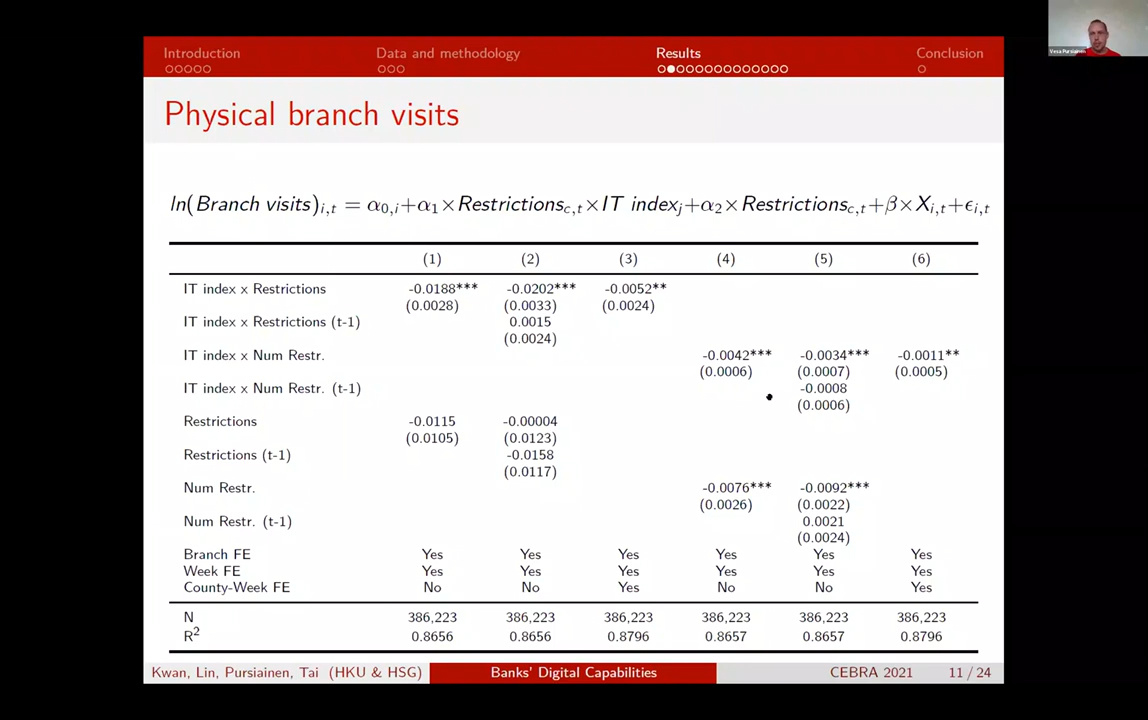 Introduction Data and methodology Results Conclusion
Physical branch visits
ln(Branch visits)i,t = α0,i+α1×Restrictionsc,t×IT indexj+α2×Restrictionsc,t+β×Xi,t+ϵi,t
(1) (2) (3) (4) (5) (6)
IT index x Restrictions -0.0188*** -0.0202*** -0.0052**
(0.0028) (0.0033) (0.0024)
IT index x Restrictions (t-1) 0.0015
(0.0024)
IT index x Num Restr. -0.0042*** -0.0034*** -0.0011**
(0.0006) (0.0007) (0.0005)
IT index x Num Restr. (t-1) -0.0008
(0.0006)
Restrictions -0.0115 -0.00004
(0.0105) (0.0123)
Restrictions (t-1) -0.0158
(0.0117)
Num Restr. -0.0076*** -0.0092***
(0.0026) (0.0022)
Num Restr. (t-1) 0.0021
(0.0024)
Branch FE Yes Yes Yes Yes Yes Yes
Week FE Yes Yes Yes Yes Yes Yes
County-Week FE No No Yes No No Yes
N 386,223 386,223 386,223 386,223 386,223 386,223
R2 0.8656 0.8656 0.8796 0.8657 0.8657 0.8796
Kwan, Lin, Pursiainen, Tai (HKU & HSG) Banks' Digital Capabilities CEBRA 2021 11 / 24
Vesa Pursiainen